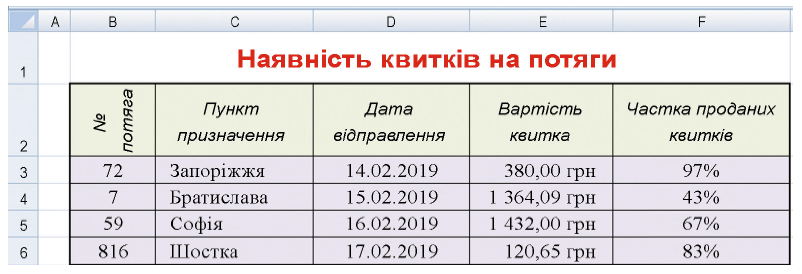 A B C D E F
1 Наявність квитків на потяги
2 № потяга Пункт призначення Дата відправлення Вартість квитка Частка проданих квитків
3 72 Запоріжжя 14.02.2019 380,00 грн 97%
4 7 Братислава 15.02.2019 1 364,09 грн 43%
5 59 Софія 16.02.2019 1 432,00 грн 67%
6 816 Шостка 17.02.2019 120,65 грн 83%